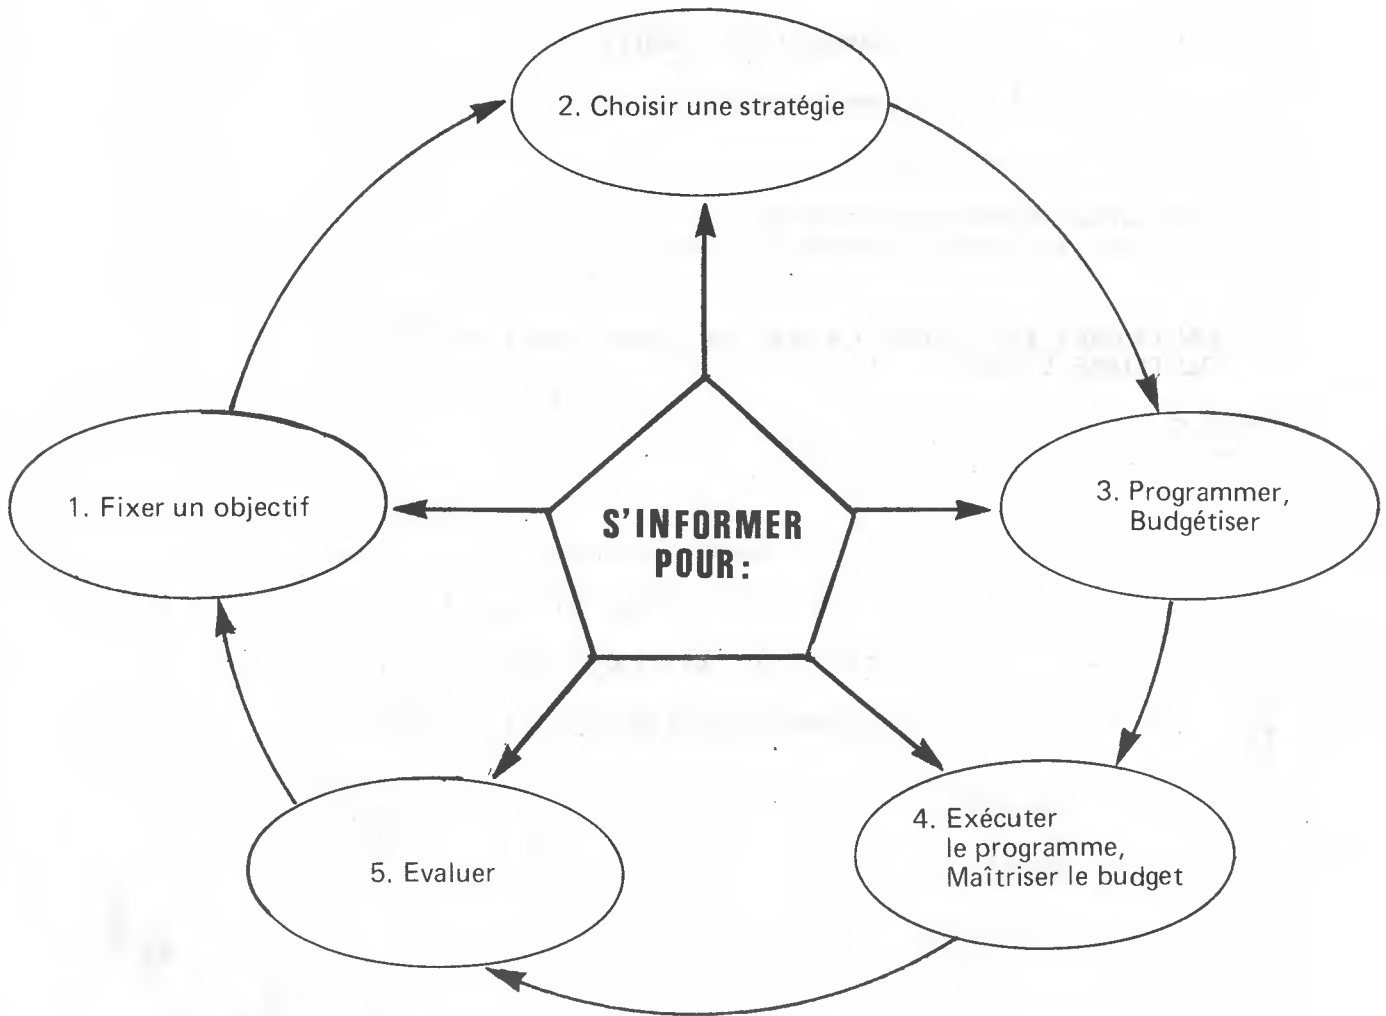 2. Choisir une stratégie
1. Fixer un objectif
S'INFORMER
POUR :
3. Programmer,
Budgétiser
4. Exécuter
le programme,
Maîtriser le budget
5. Evaluer